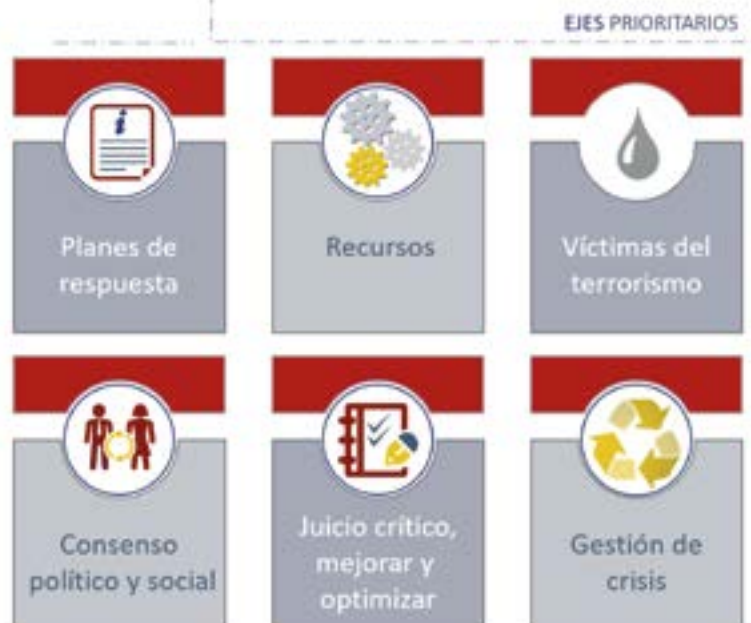 EJES PRIORITARIOS
i
Planes de
respuesta
Recursos
Víctimas del
terrorismo
Consenso
político y social
Juicio crítico,
mejorar y
optimizar
Gestión de
crisis